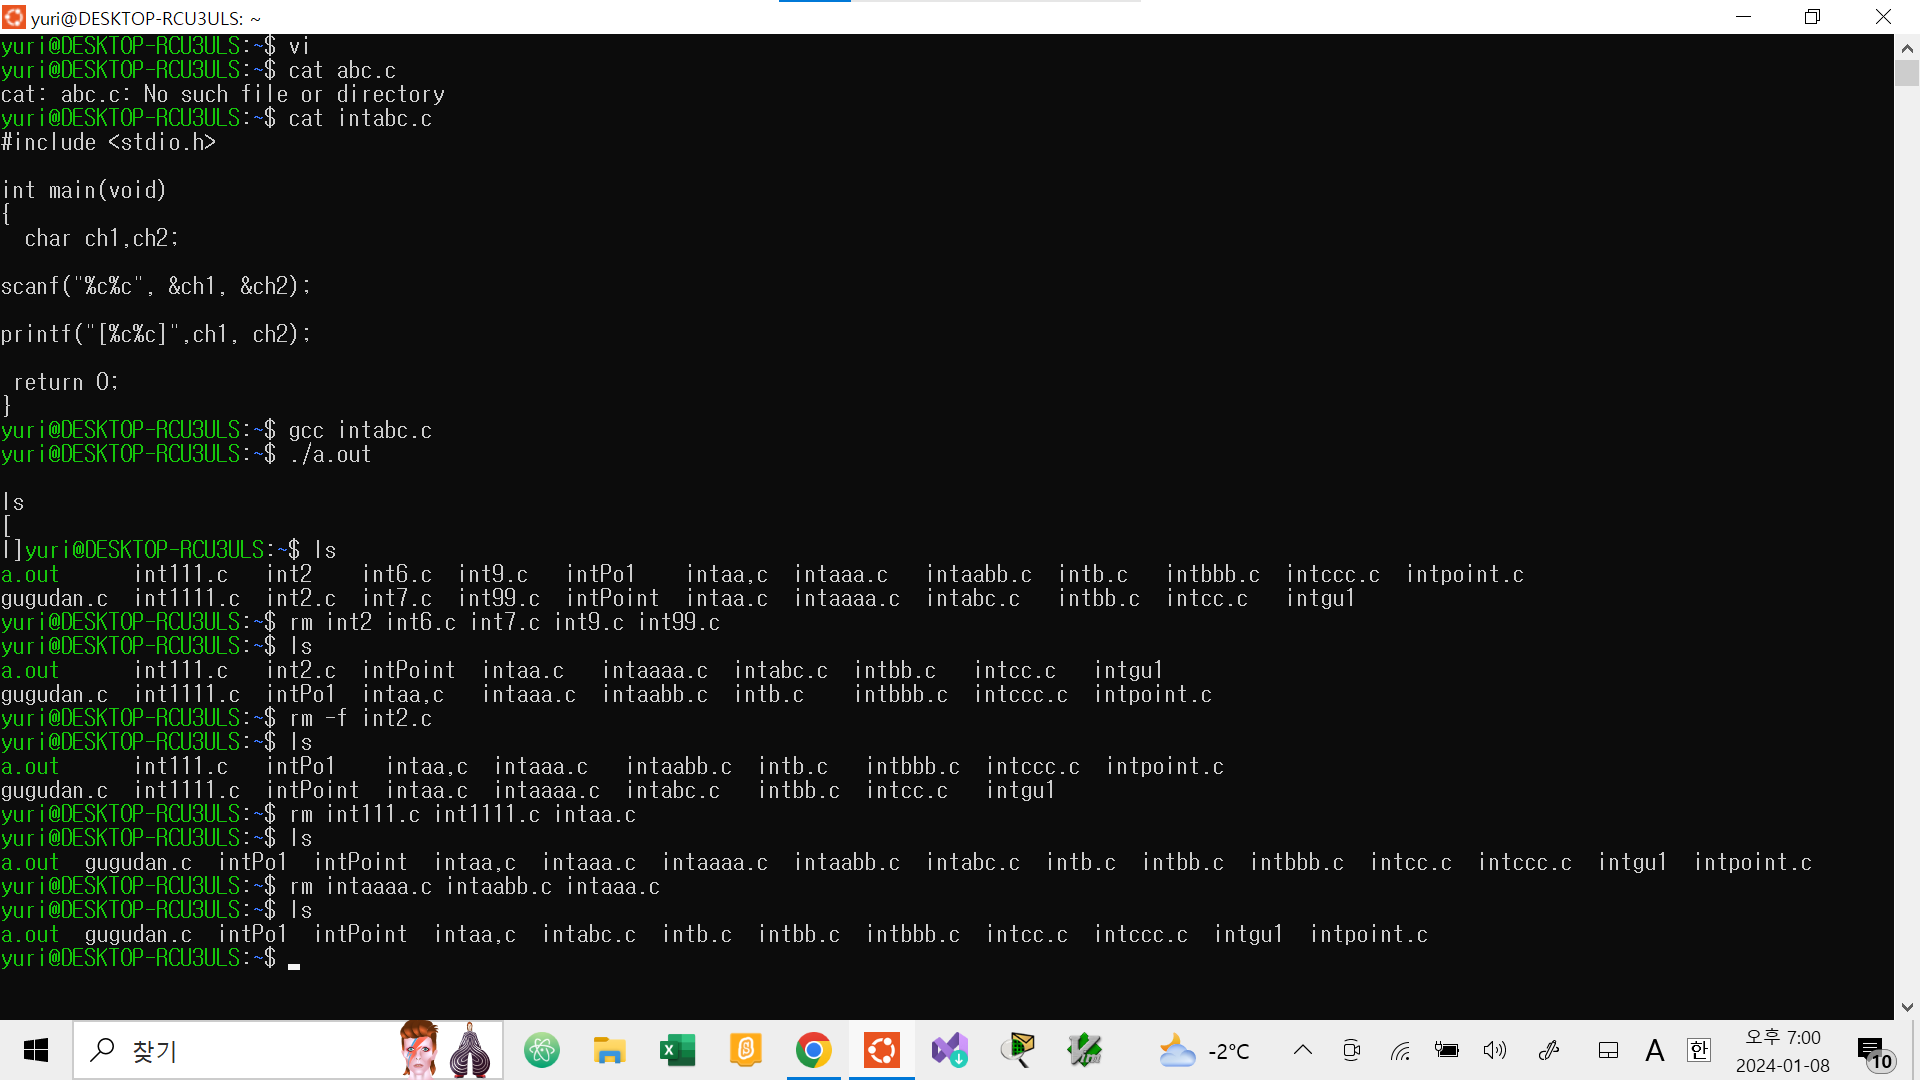 yuri@DESKTOP-RCU3ULS: ~
yuri@DESKTOP-RCU3ULS:~$ vi
yuri@DESKTOP-RCU3ULS:~$ cat abc.c
cat: abc.c: No such file or directory
yuri@DESKTOP-RCU3ULS:~$ cat intabc.c
#include <stdio.h>
int main(void)
{
  char ch1,ch2;
scanf("%c%c", &ch1, &ch2);
printf("[%c%c]",ch1, ch2);
 return 0;
}
yuri@DESKTOP-RCU3ULS:~$ gcc intabc.c
yuri@DESKTOP-RCU3ULS:~$ ./a.out
ls
[
l]yuri@DESKTOP-RCU3ULS:~$ ls
a.out      int111.c   int2    int6.c  int9.c   intPo1    intaa,c  intaaa.c   intaabb.c  intb.c   intbbb.c  intccc.c  intpoint.c
gugudan.c  int1111.c  int2.c  int7.c  int99.c  intPoint  intaa.c  intaaaa.c  intabc.c   intbb.c  intcc.c   intgu1
yuri@DESKTOP-RCU3ULS:~$ rm int2 int6.c int7.c int9.c int99.c
yuri@DESKTOP-RCU3ULS:~$ ls
a.out      int111.c   int2.c  intPoint  intaa.c   intaaaa.c  intabc.c  intbb.c   intcc.c   intgu1
gugudan.c  int1111.c  intPo1  intaa,c   intaaa.c  intaabb.c  intb.c    intbbb.c  intccc.c  intpoint.c
yuri@DESKTOP-RCU3ULS:~$ rm -f int2.c
yuri@DESKTOP-RCU3ULS:~$ ls
a.out      int111.c   intPo1    intaa,c  intaaa.c   intaabb.c  intb.c   intbbb.c  intccc.c  intpoint.c
gugudan.c  int1111.c  intPoint  intaa.c  intaaaa.c  intabc.c   intbb.c  intcc.c   intgu1
yuri@DESKTOP-RCU3ULS:~$ rm int111.c int1111.c intaa.c
yuri@DESKTOP-RCU3ULS:~$ ls
a.out  gugudan.c  intPo1  intPoint  intaa,c  intaaa.c  intaaaa.c  intaabb.c  intabc.c  intb.c  intbb.c  intbbb.c  intcc.c  intccc.c  intgu1  intpoint.c
yuri@DESKTOP-RCU3ULS:~$ rm intaaaa.c intaabb.c intaaa.c
yuri@DESKTOP-RCU3ULS:~$ ls
a.out  gugudan.c  intPo1  intPoint  intaa,c  intabc.c  intb.c  intbb.c  intbbb.c  intcc.c  intccc.c  intgu1  intpoint.c
yuri@DESKTOP-RCU3ULS:~$
찾기
-2°C
A
한
오후 7:00
2024-01-08
10